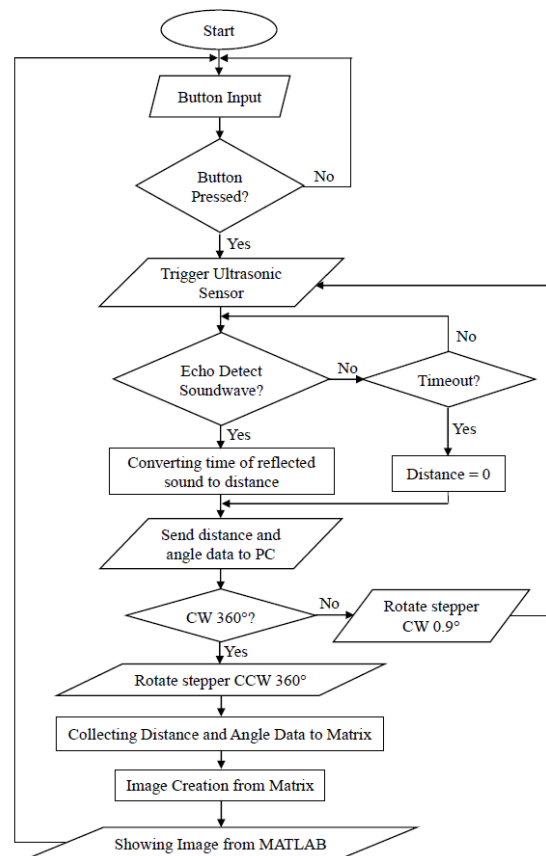 Start
Button Input
Button
Pressed?
No
Yes
Trigger Ultrasonic
Sensor
No
Echo Detect
Soundwave?
No
Timeout?
Yes
Yes
Converting time of reflected
sound to distance
Distance = 0
Send distance and
angle data to PC
CW 360°?
No
Rotate stepper
CW 0.9°
Yes
Rotate stepper CCW 360°
Collecting Distance and Angle Data to Matrix
Image Creation from Matrix
Showing Image from MATLAB